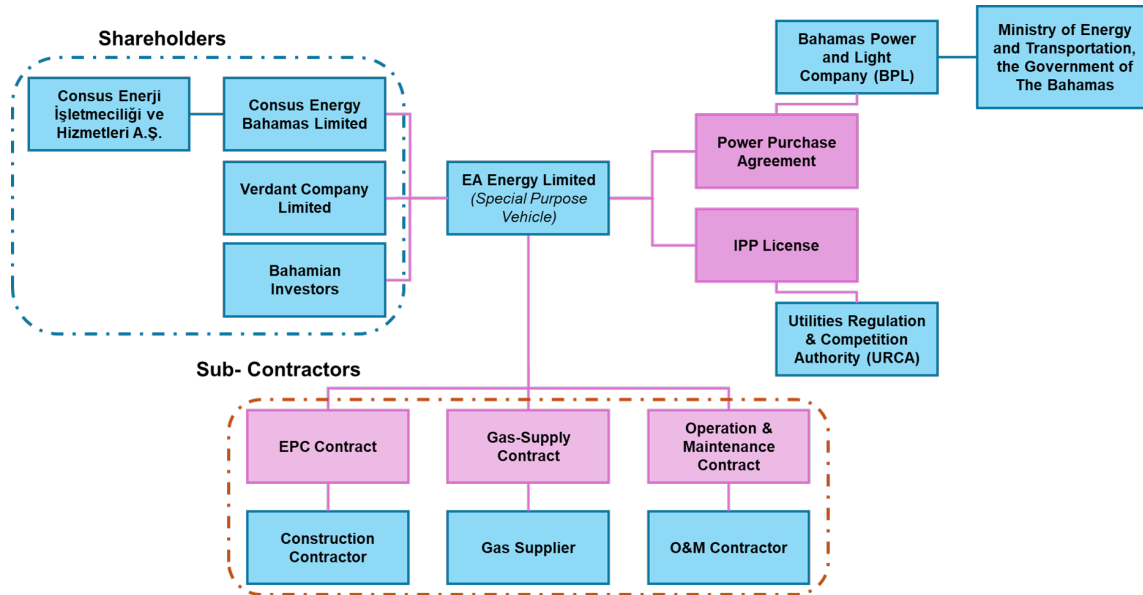 Shareholders
Consus Enerji
İşletmeciliği ve
Hizmetleri A.Ş.
Consus Energy
Bahamas Limited
Verdant Company
Limited
Bahamian
Investors
EA Energy Limited
(Special Purpose
Vehicle)
Bahamas Power
and Light
Company (BPL)
Ministry of Energy
and Transportation,
the Government of
The Bahamas
Power Purchase
Agreement
IPP License
Utilities Regulation
& Competition
Authority (URCA)
Sub- Contractors
EPC Contract
Gas-Supply
Contract
Operation &
Maintenance
Contract
Construction
Contractor
Gas Supplier
O&M Contractor